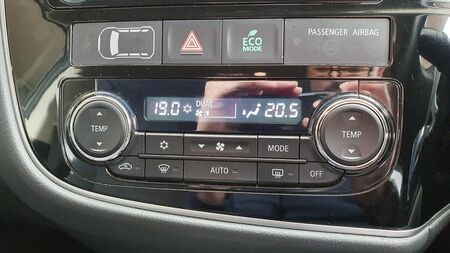 ECO MODE PASSENGER AIRBAG
19.0 DUAL 20.5
TEMP MODE TEMP
AUTO OFF